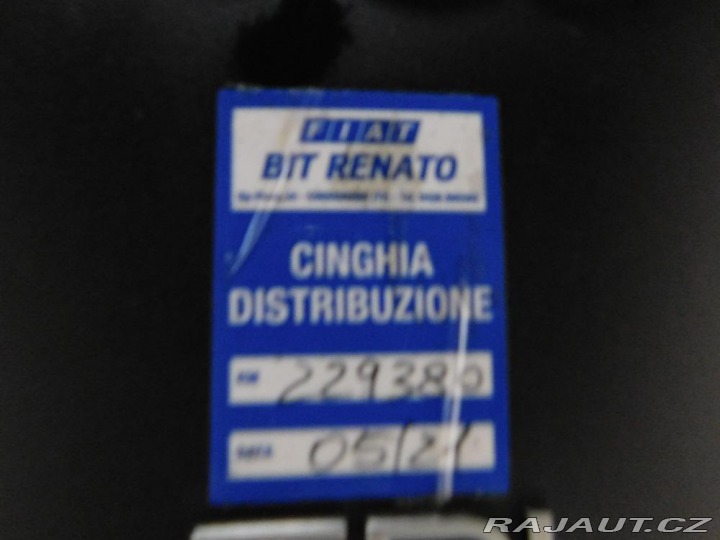 FIAT
BIT RENATO
CINGHIA
DISTRIBUZIONE
KM 229380
DATA 05/21
RAJAUT.CZ